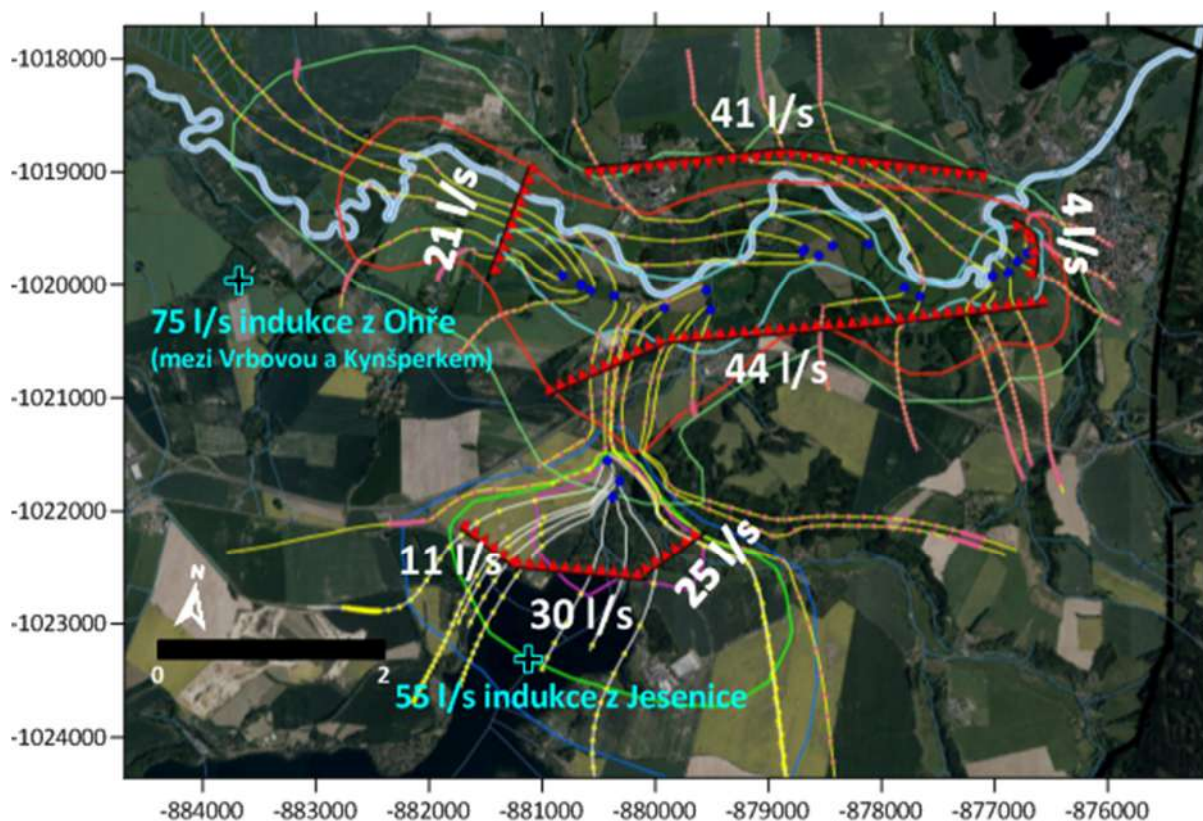 -1018000
41 l/s
-1019000
21 l/s
4 l/s
-1020000
75 l/s indukce z Ohře
(mezi Vrbovou a Kynšperkem)
44 l/s
-1021000
-1022000
11 l/s
25 l/s
N
30 l/s
-1023000
0
2
55 l/s indukce z Jesenice
-1024000
-884000 -883000 -882000 -881000 -880000 -879000 -878000 -877000 -876000